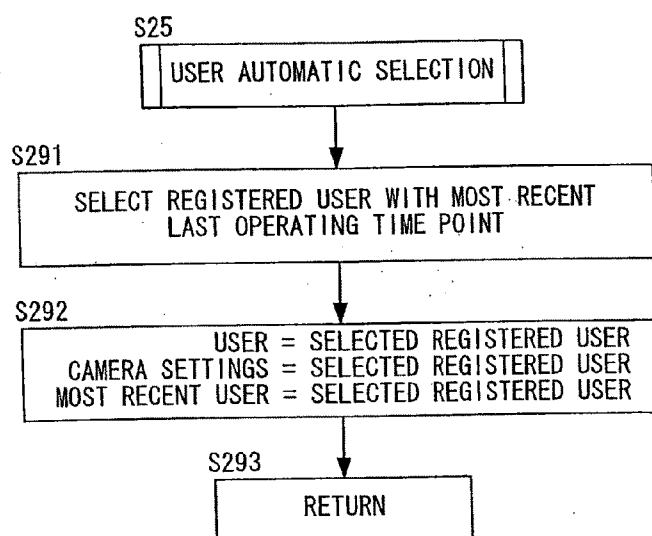 S25
USER AUTOMATIC SELECTION
S291
SELECT REGISTERED USER WITH MOST RECENT
LAST OPERATING TIME POINT
S292
USER = SELECTED REGISTERED USER
CAMERA SETTINGS = SELECTED REGISTERED USER
MOST RECENT USER = SELECTED REGISTERED USER
S293
RETURN